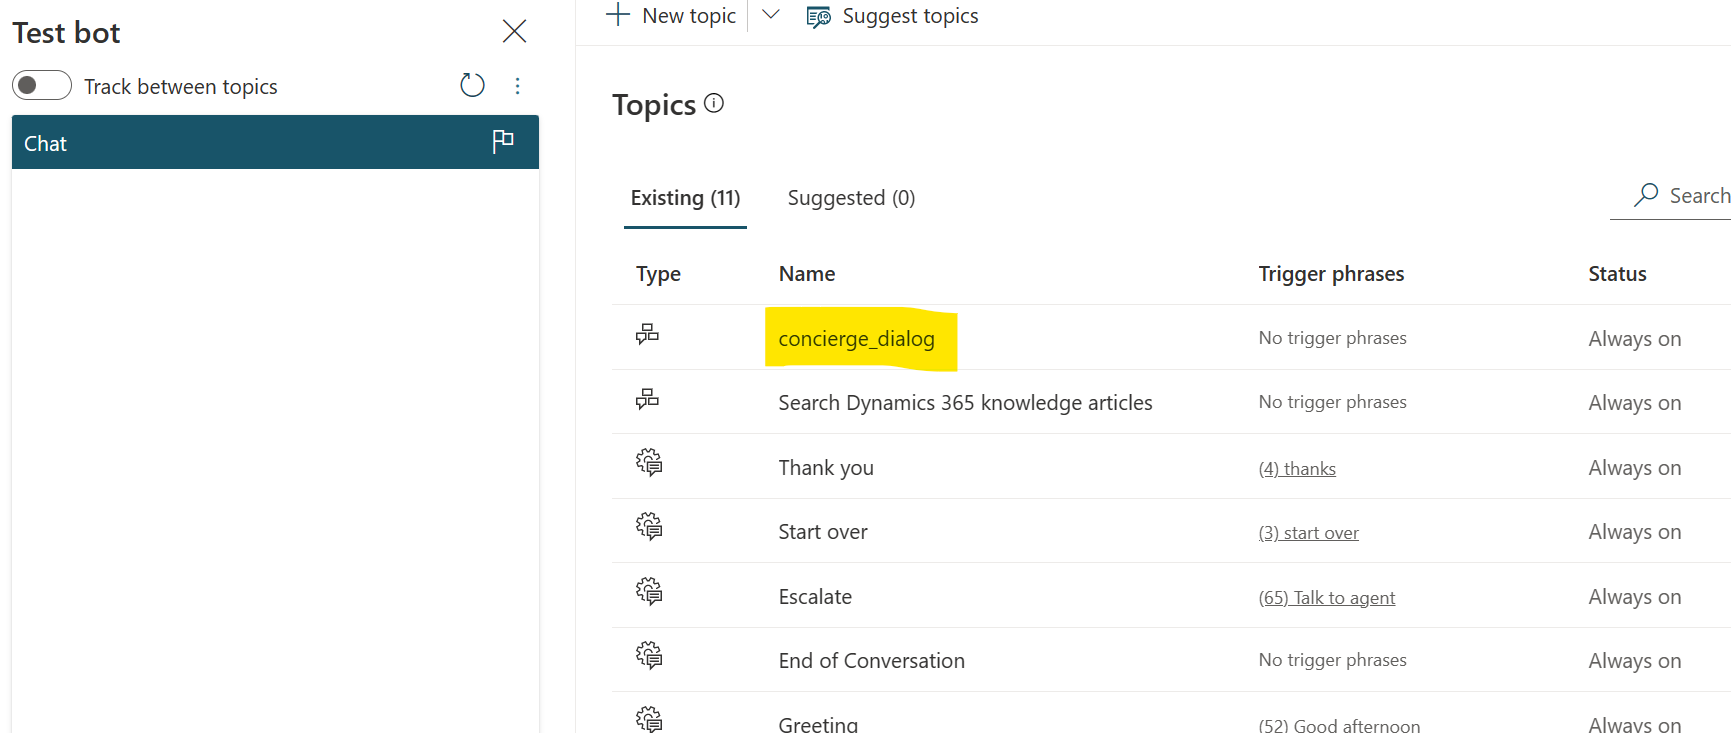 Test bot
Track between topics
Chat
New topic
Suggest topics
Topics
Existing (11) Suggested (0)
Search
Type Name Trigger phrases Status
concierge_dialog No trigger phrases Always on
Search Dynamics 365 knowledge articles No trigger phrases Always on
Thank you (4) thanks Always on
Start over (3) start over Always on
Escalate (65) Talk to agent Always on
End of Conversation No trigger phrases Always on
Greeting (52) Good afternoon Always on